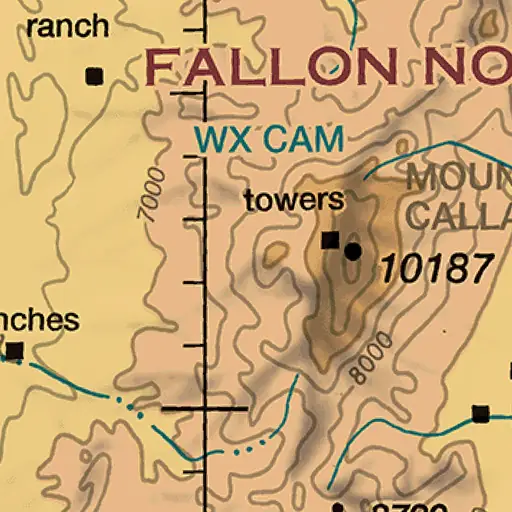 ranch
FALLON NO
WX CAM
7000
towers
MOUN
CALLA
10187
nches
8000